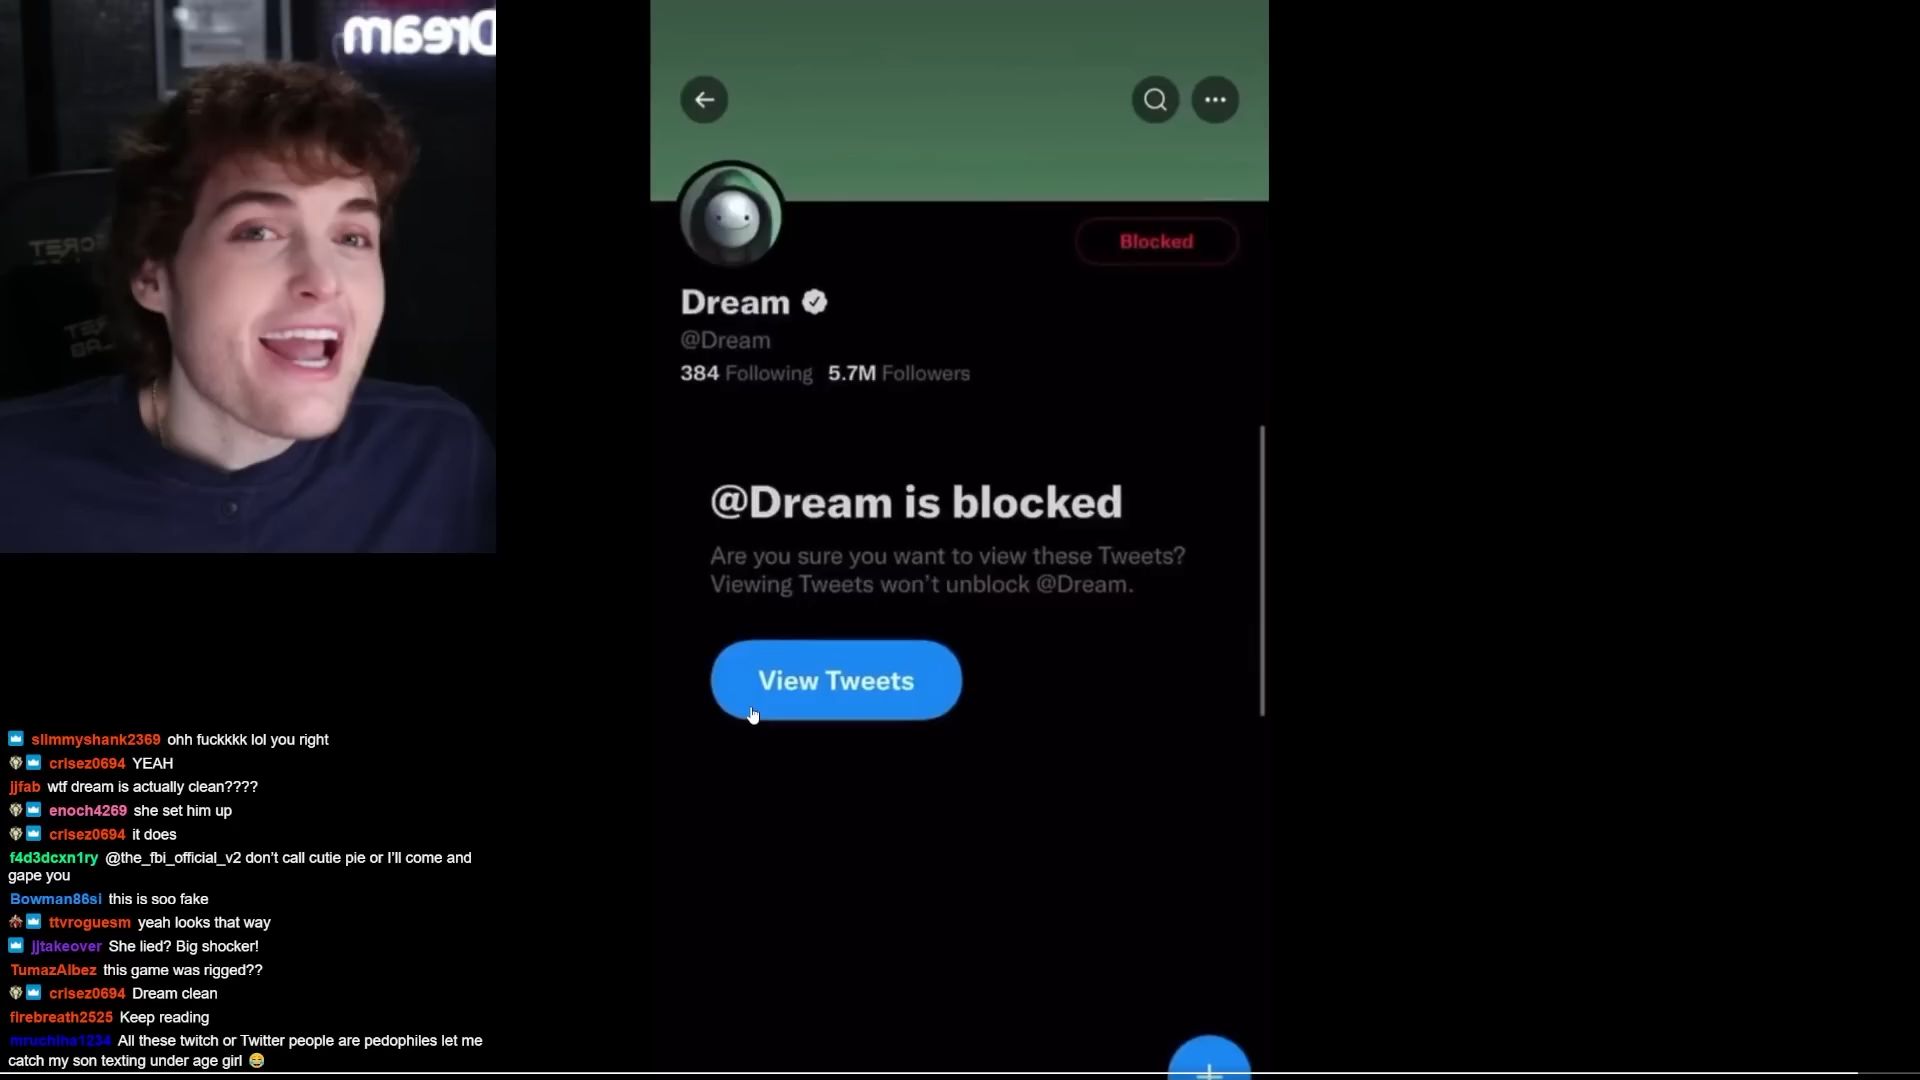 Dream
Blocked
Dream
@Dream
384 Following 5.7M Followers
@Dream is blocked
Are you sure you want to view these Tweets?
Viewing Tweets won't unblock @Dream.
View Tweets
slimmyshank2369 ohh fuckkkk lol you right
crisez0694 YEAH
jjfab wtf dream is actually clean????
enoch4269 she set him up
crisez0694 it does
f4d3dcxn1ry @the_fbi_official_v2 don't call cutie pie or I'll come and
gape you
Bowman86si this is soo fake
ttvroguesm yeah looks that way
jjtakeover She lied? Big shocker!
TumazAlbez this game was rigged??
crisez0694 Dream clean
firebreath2525 Keep reading
mruchiha1234 All these twitch or Twitter people are pedophiles let me
catch my son texting under age girl 😂